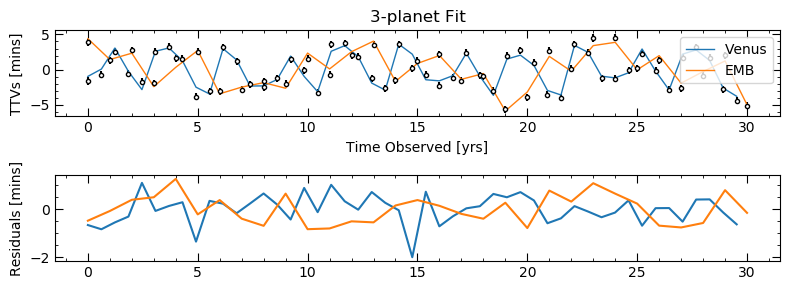 3-planet Fit
TTVs [mins]
5
0
−5
Venus
EMB
0 5 10 15 20 25 30
Time Observed [yrs]
Residuals [mins]
0
−2
0 5 10 15 20 25 30